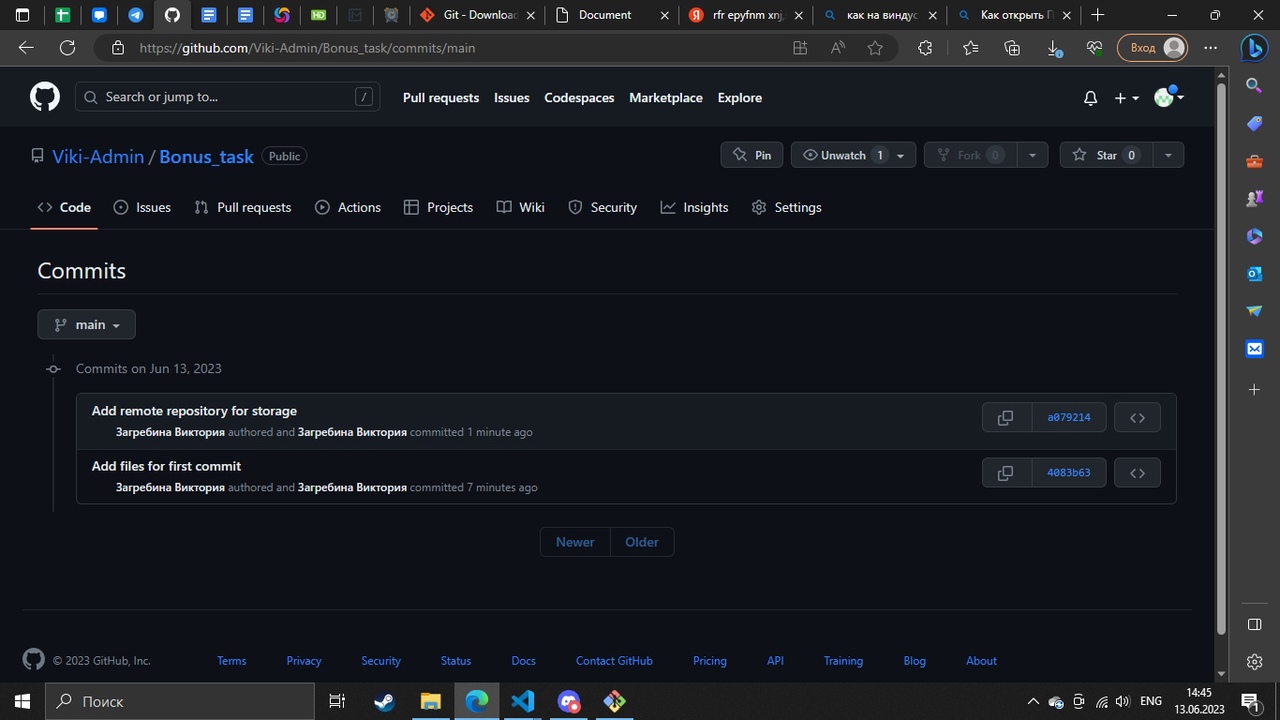 Git - Download
Document
rfr epyfnm xnj
как на виндус
Как открыть П
https://github.com/Viki-Admin/Bonus_task/commits/main
Вход
Search or jump to...
/
Pull requests
Issues
Codespaces
Marketplace
Explore
Viki-Admin / Bonus_task
Public
Pin
Unwatch 1
Fork 0
Star 0
Code
Issues
Pull requests
Actions
Projects
Wiki
Security
Insights
Settings
Commits
main
Commits on Jun 13, 2023
Add remote repository for storage
a079214
Загребина Виктория authored and Загребина Виктория committed 1 minute ago
Add files for first commit
4083b63
Загребина Виктория authored and Загребина Виктория committed 7 minutes ago
Newer
Older
© 2023 GitHub, Inc.
Terms
Privacy
Security
Status
Docs
Contact GitHub
Pricing
API
Training
Blog
About
Поиск
ENG
14:45
13.06.2023
1